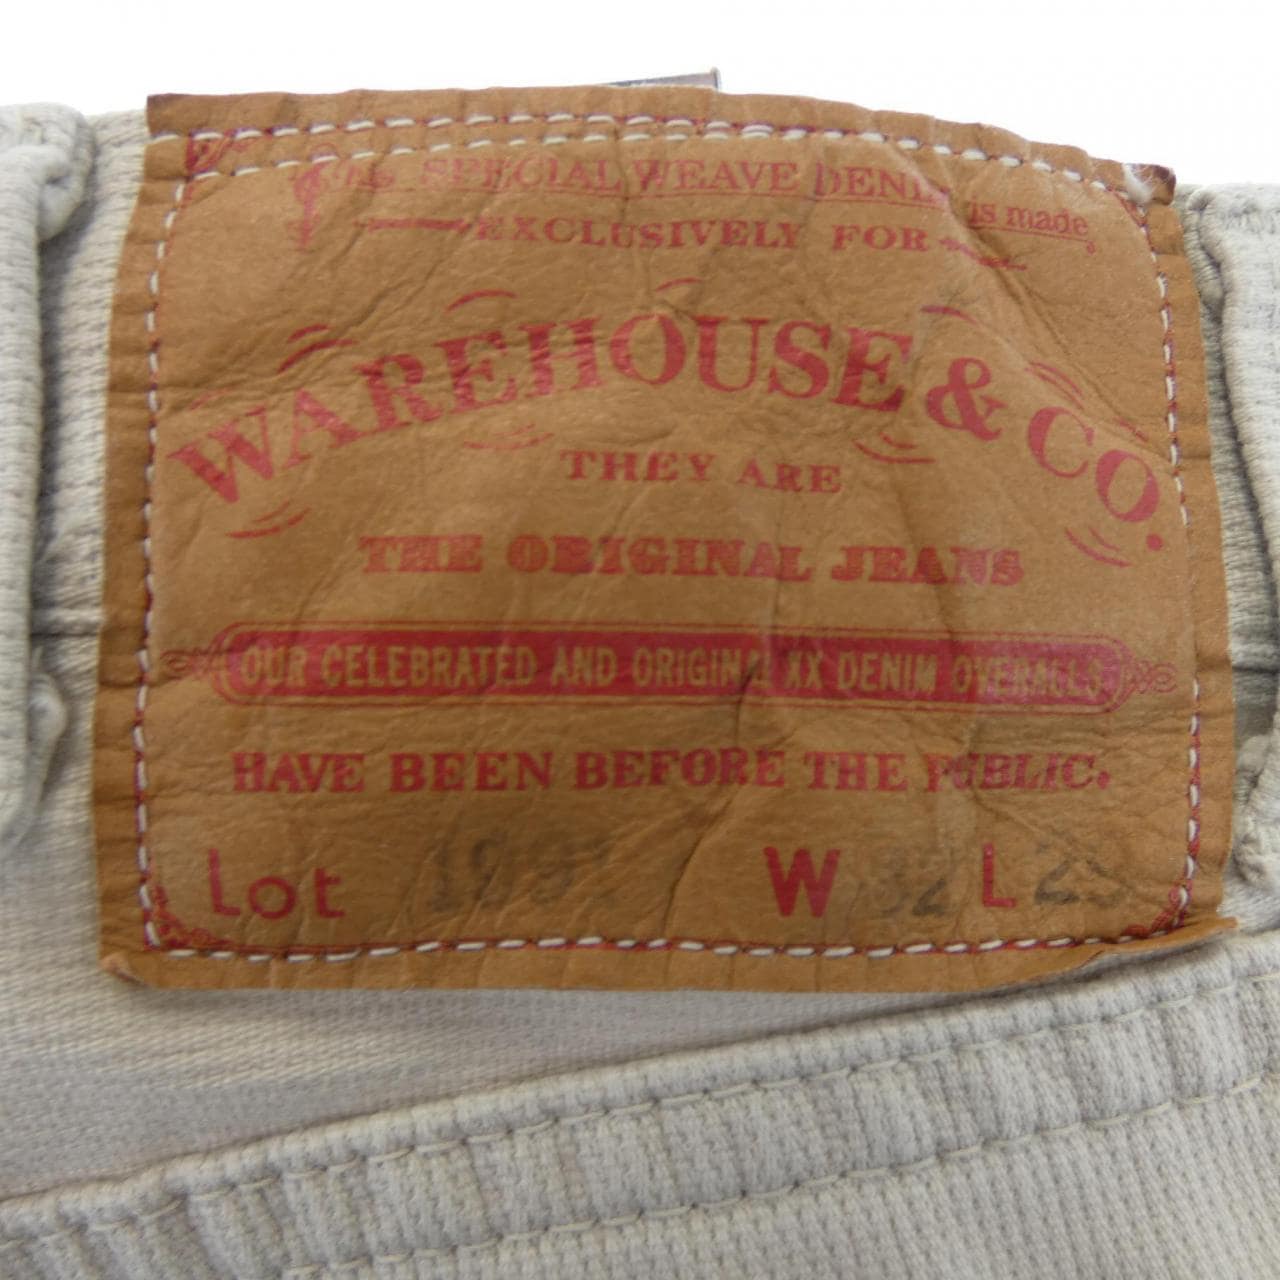 SPECIAL WEAVE DENIM is made
EXCLUSIVELY FOR
WAREHOUSE & CO.
THEY ARE
THE ORIGINAL JEANS
OUR CELEBRATED AND ORIGINAL XX DENIM OVERALLS
HAVE BEEN BEFORE THE PUBLIC.
Lot W 32 L